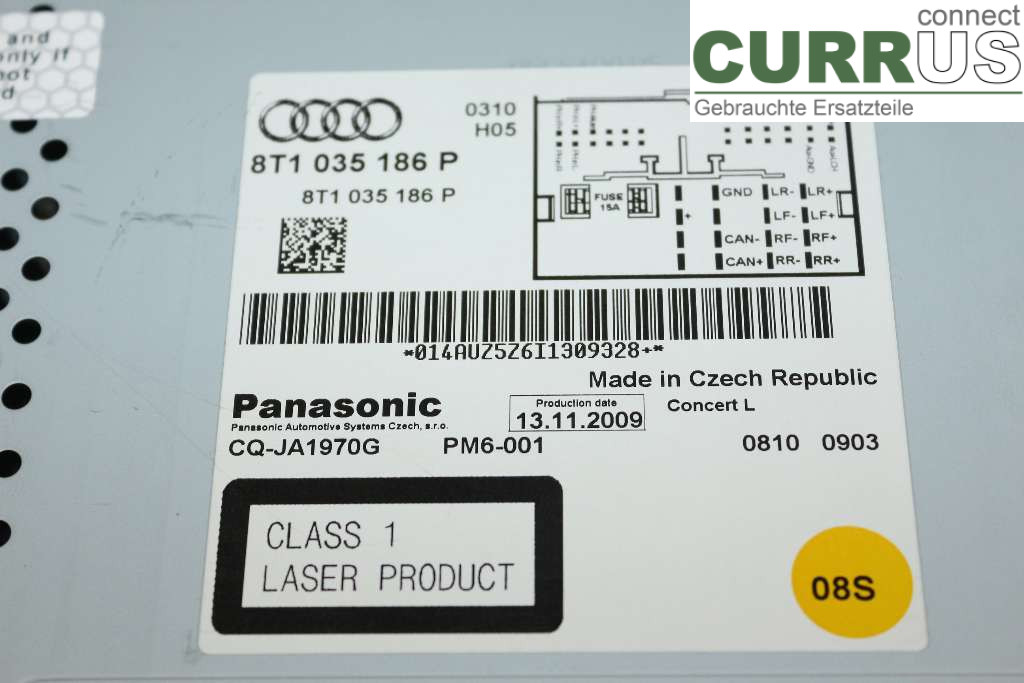 connect
CURRUS
Gebrauchte Ersatzteile
and
only if
not
d
0310
H05
8T1 035 186 P
8T1 035 186 P
FUSE
15A
+
GND LR- LR+
LF- LF+
CAN- RF- RF+
CAN+ RR- RR+
*014AUZ5Z6I1309328+*
Made in Czech Republic
Panasonic
Panasonic Automotive Systems Czech, s.r.o.
Production date
13.11.2009
Concert L
CQ-JA1970G PM6-001 0810 0903
CLASS 1
LASER PRODUCT
08S